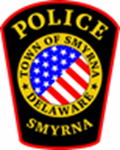 POLICE
TOWN OF SMYRNA
DELAWARE
SMYRNA